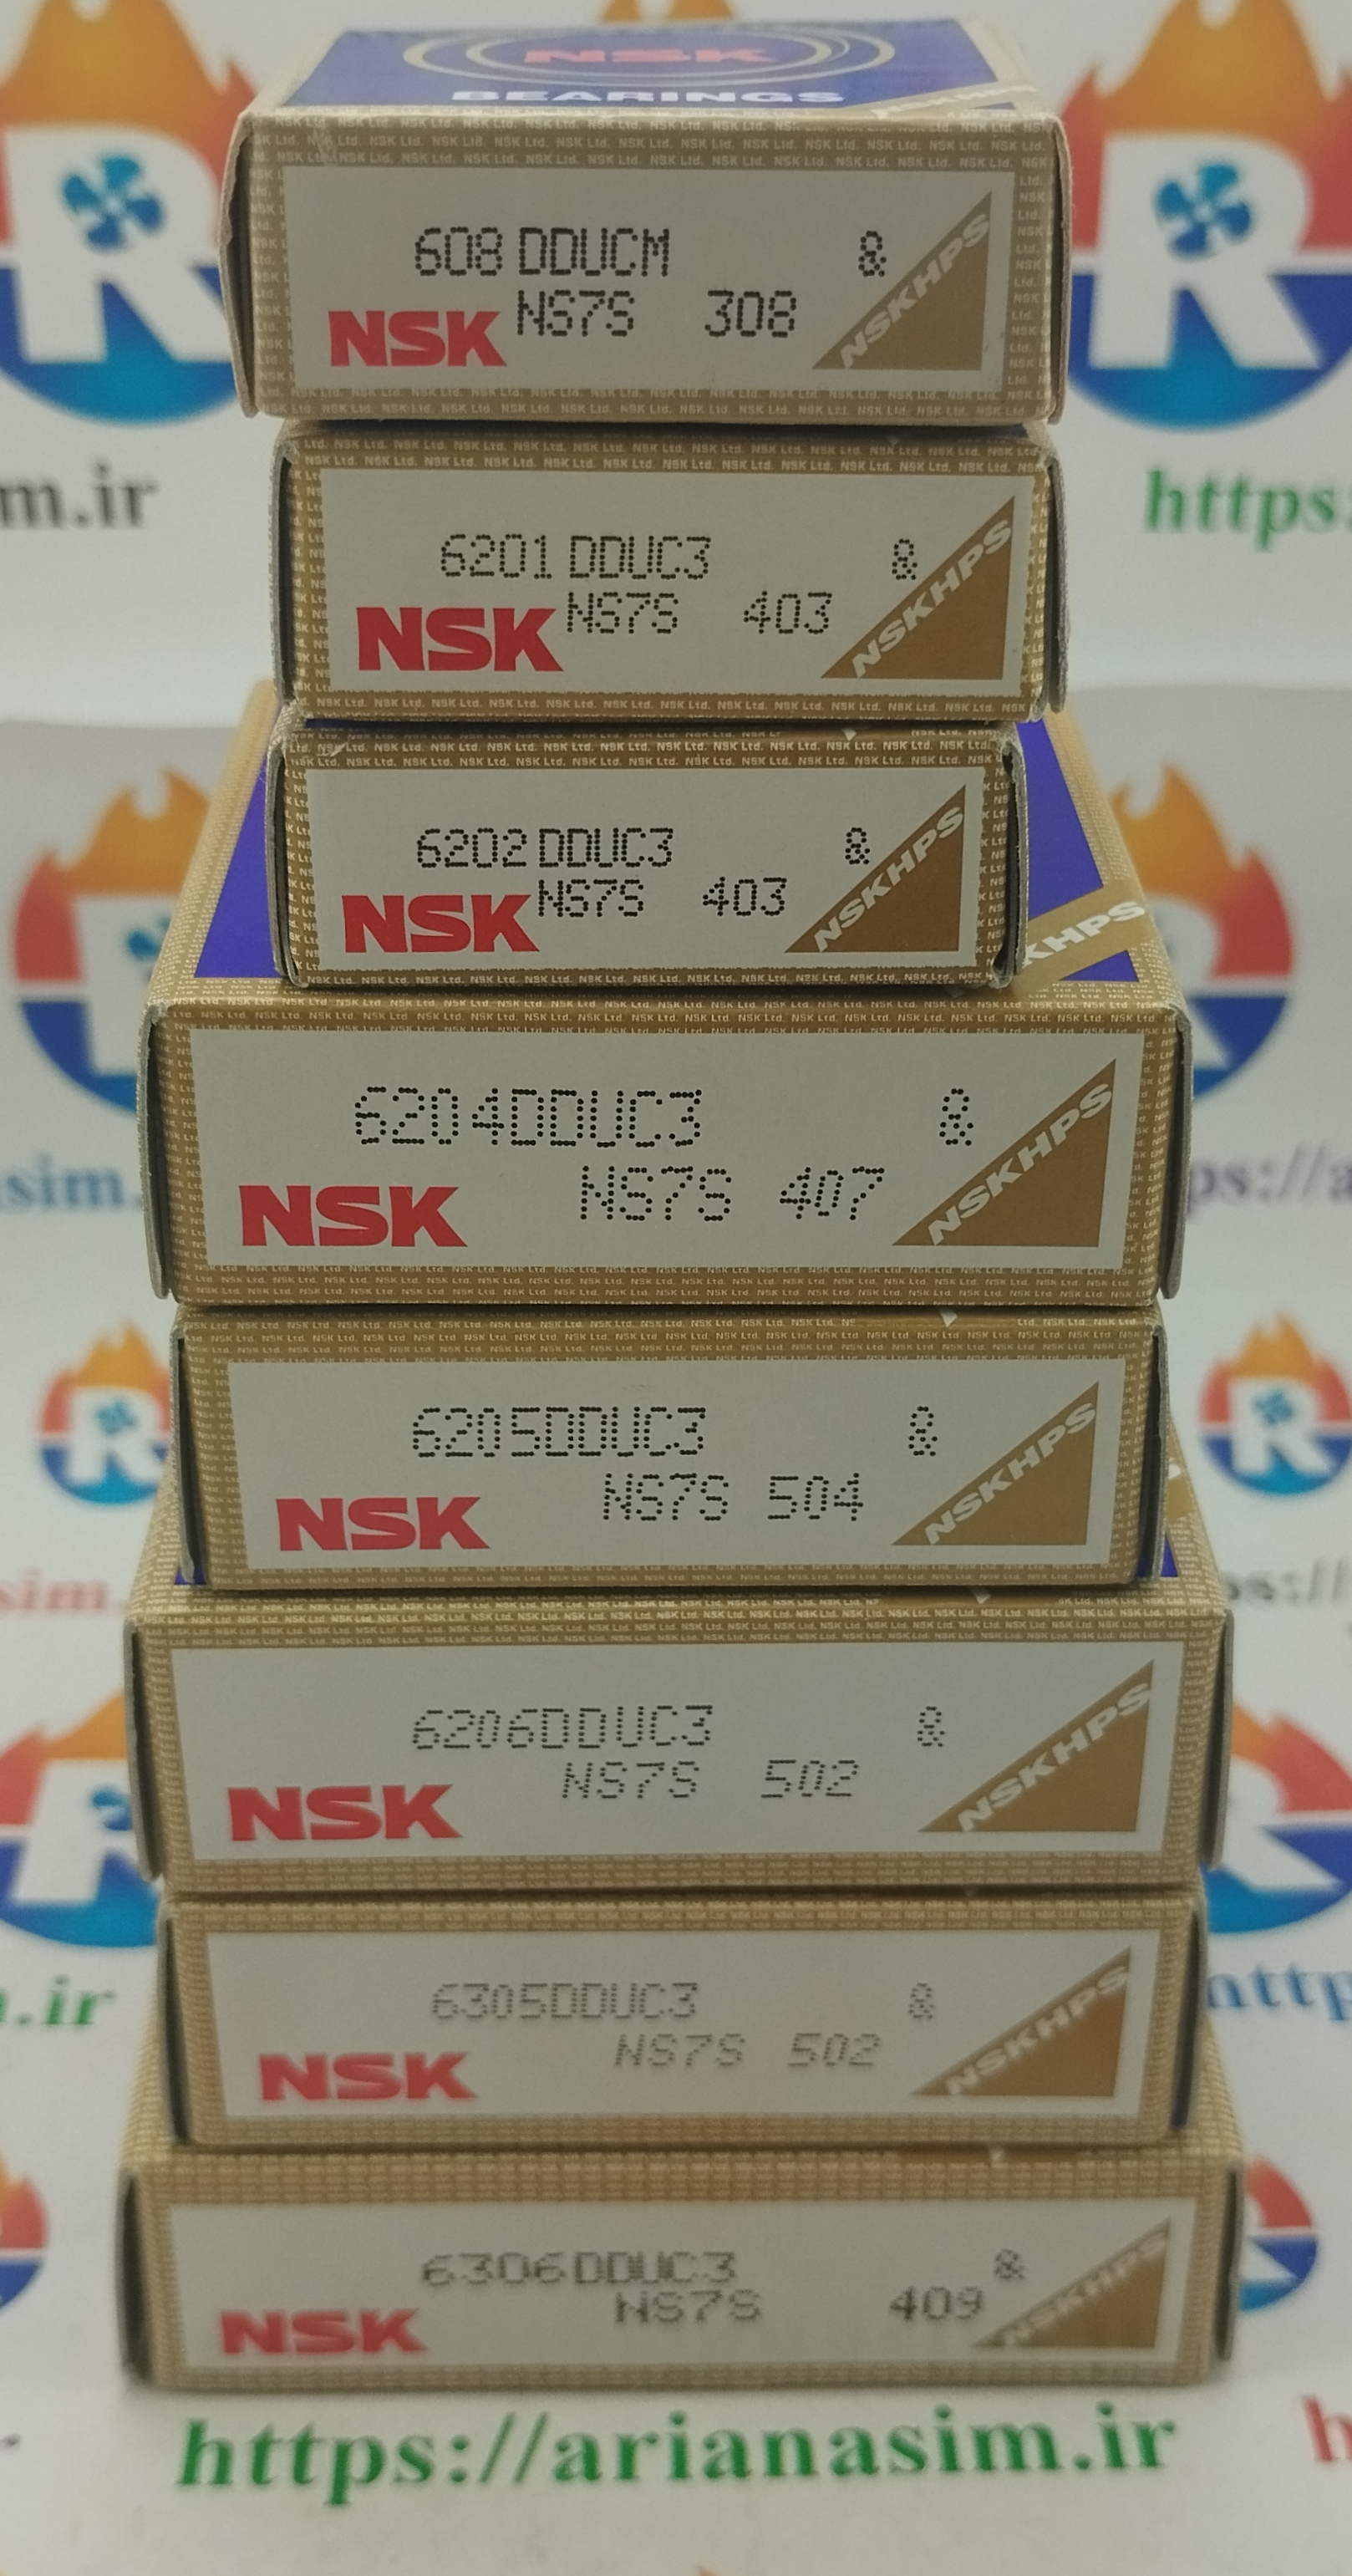 NSK
BEARINGS
NSKHPS
608 DDUCM &
NSK NS7S 308
NSKHPS
6201 DDUC3 &
NSK NS7S 403
NSKHPS
6202 DDUC3 &
NSK NS7S 403
NSKHPS
KHPS
6204DDUC3 &
NSK NS7S 407
NSKHPS
6205DDUC3 &
NSK NS7S 504
NSKHPS
6206DDUC3 &
NSK NS7S 502
NSKHPS
6305DDUC3 &
NSK NS7S 502
NSKHPS
6306DDUC3 &
NSK NS7S 409
NSKHPS
https://arianasim.ir